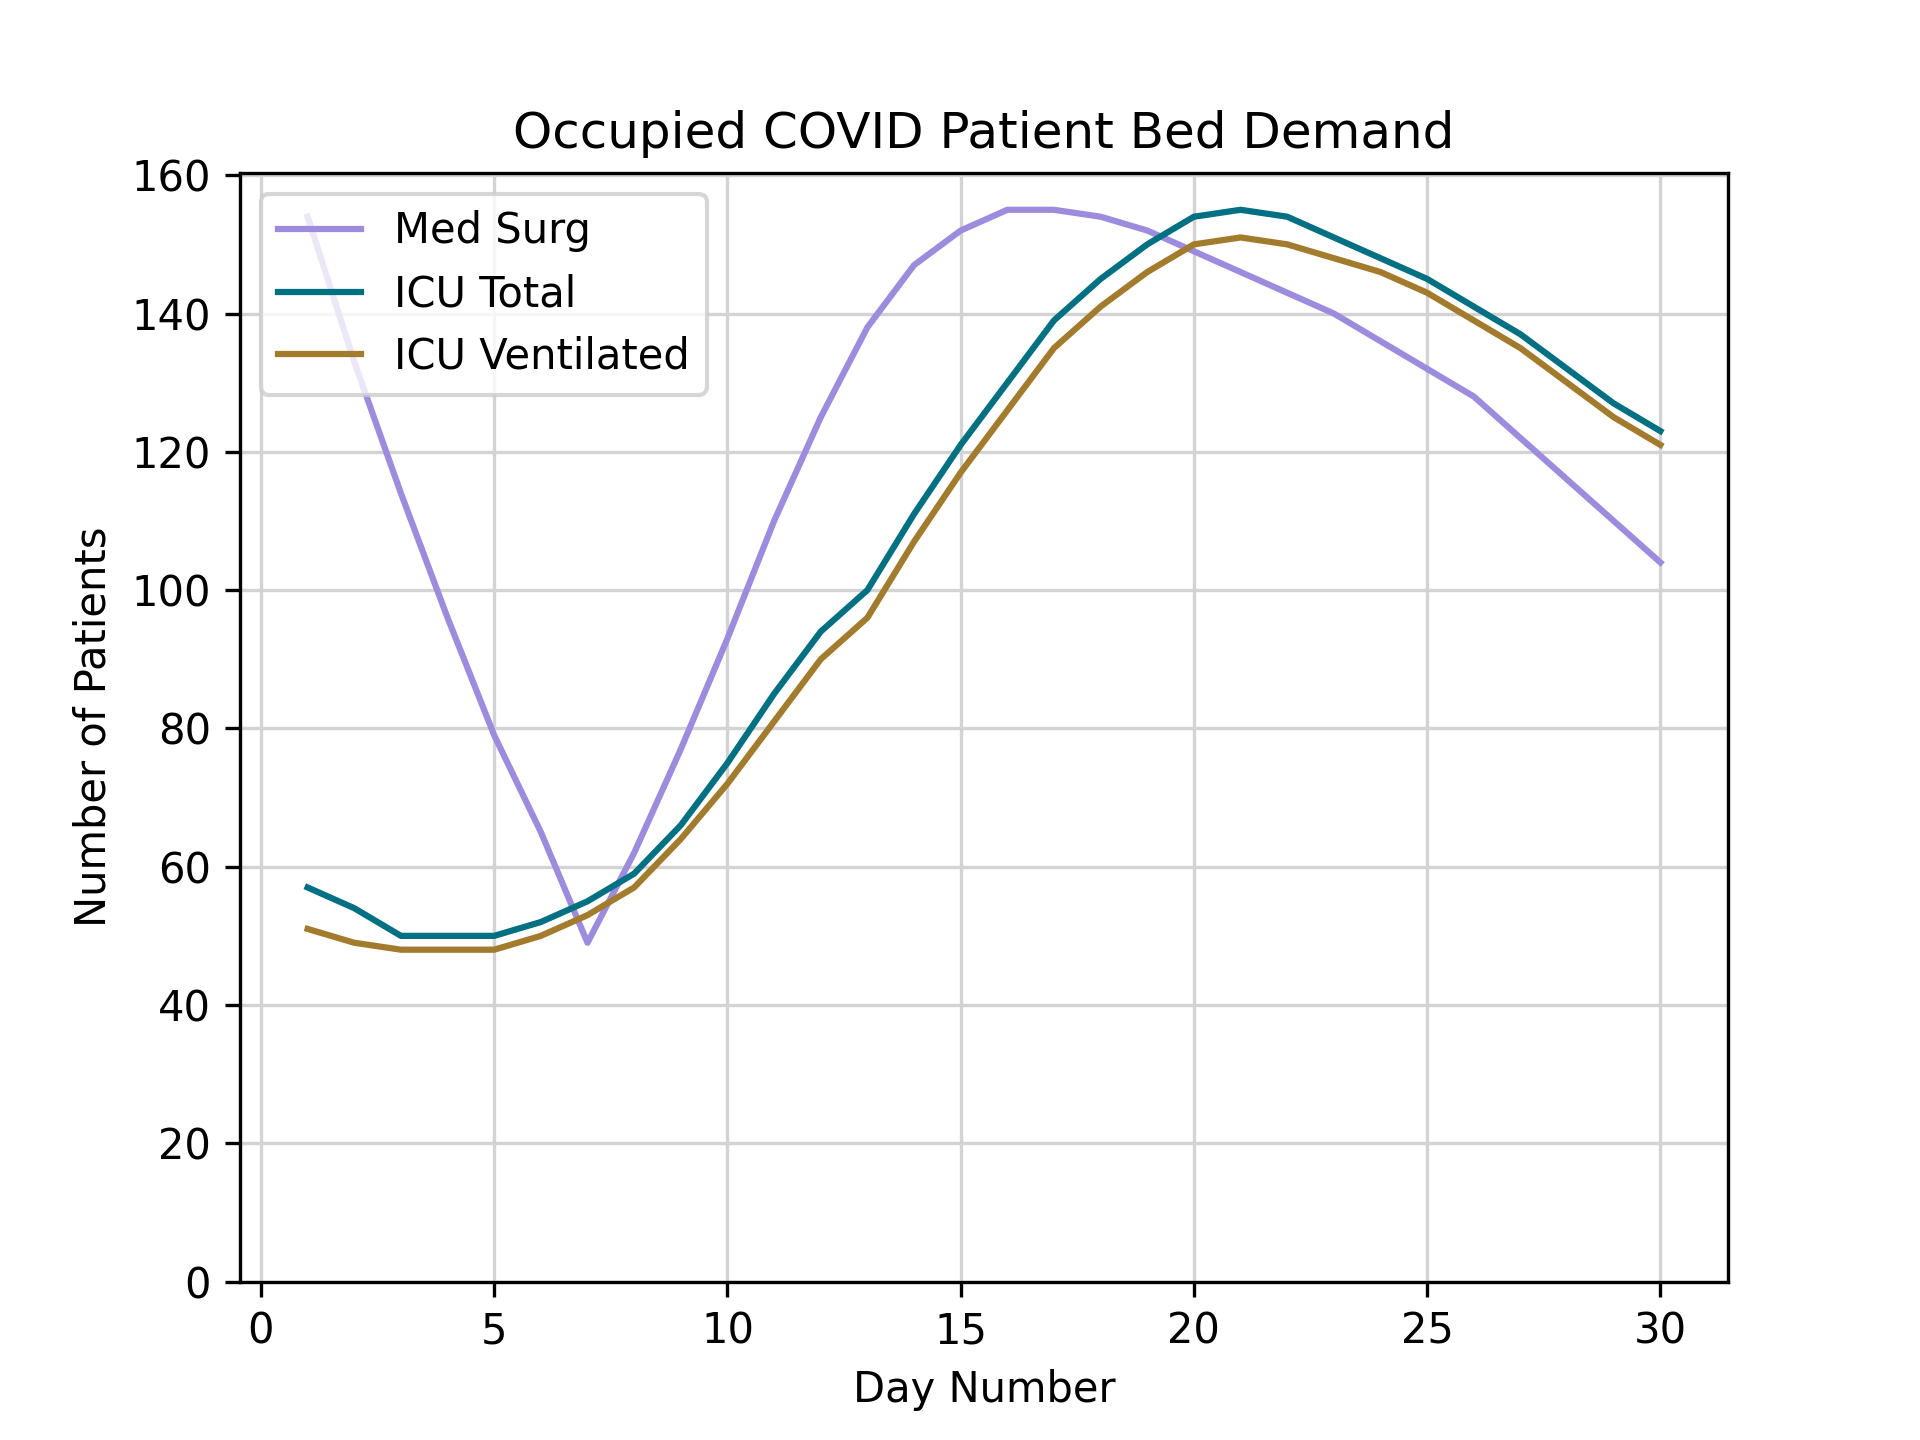 Occupied COVID Patient Bed Demand
Med Surg
ICU Total
ICU Ventilated
Number of Patients
160
140
120
100
80
60
40
20
0
0 5 10 15 20 25 30
Day Number